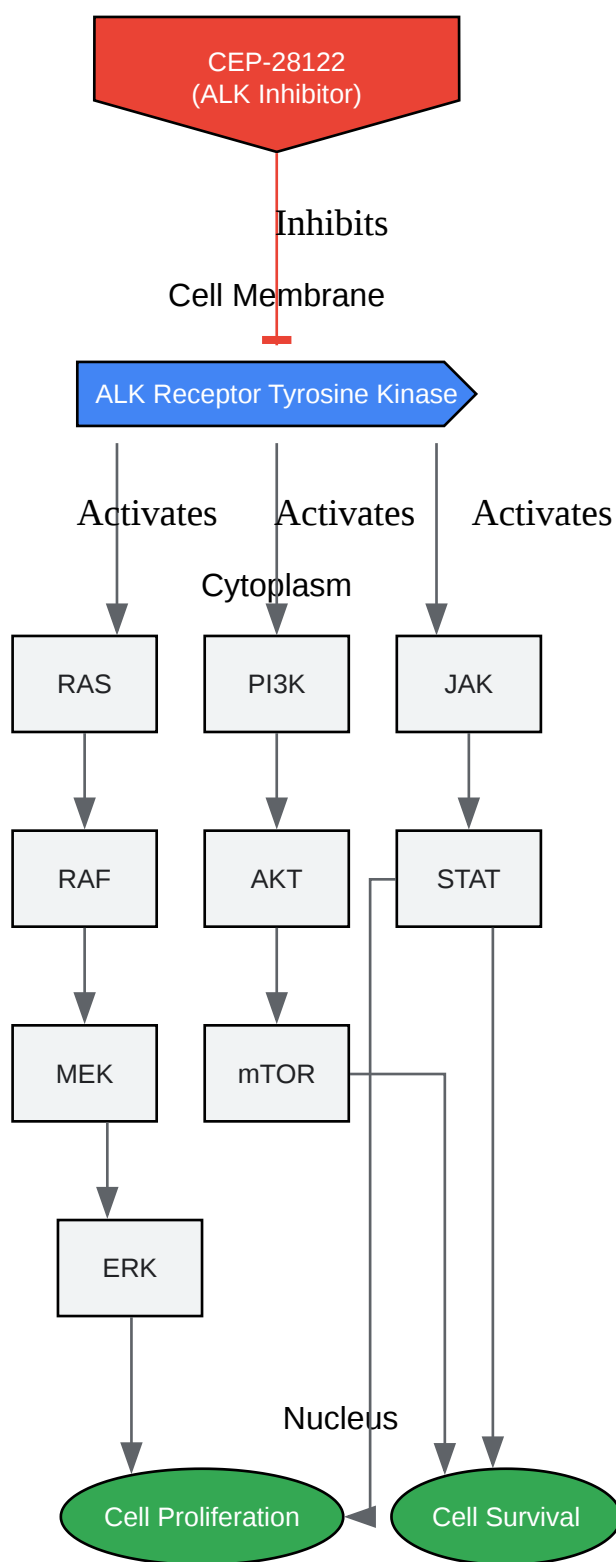 CEP-28122
(ALK Inhibitor)
Inhibits
Cell Membrane
ALK Receptor Tyrosine Kinase
Activates
Activates
Activates
Cytoplasm
RAS
PI3K
JAK
RAF
AKT
STAT
MEK
mTOR
ERK
Nucleus
Cell Proliferation
Cell Survival